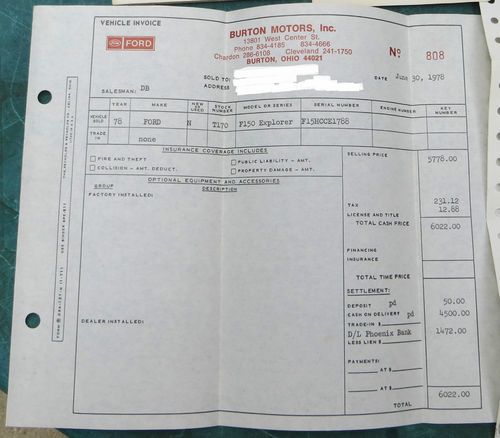 VEHICLE INVOICE
FORD
BURTON MOTORS, Inc.
13801 West Center St.
Phone 834-4185 834-4666
Chardon 286-6108 Cleveland 241-1750
BURTON, OHIO 44021
No 808
SALESMAN: DB
SOLD TO
ADDRESS
DATE June 30, 1978
YEAR MAKE NEW OR USED STOCK NUMBER MODEL OR SERIES SERIAL NUMBER ENGINE NUMBER KEY NUMBER
VEHICLE SOLD 78 FORD N T170 F150 Explorer F15HCCE1788
TRADE IN none
INSURANCE COVERAGE INCLUDES
FIRE AND THEFT PUBLIC LIABILITY - AMT.
COLLISION - AMT. DEDUCT. PROPERTY DAMAGE - AMT.
OPTIONAL EQUIPMENT AND ACCESSORIES
GROUP DESCRIPTION
FACTORY INSTALLED:
DEALER INSTALLED:
SELLING PRICE 5778.00
TAX 231.12
LICENSE AND TITLE 12.88
TOTAL CASH PRICE 6022.00
FINANCING
INSURANCE
TOTAL TIME PRICE
SETTLEMENT:
DEPOSIT pd 50.00
CASH ON DELIVERY pd 4500.00
TRADE-IN $
D/L Phoenix Bank 1472.00
LESS LIEN $
PAYMENTS:
AT $
AT $
6022.00